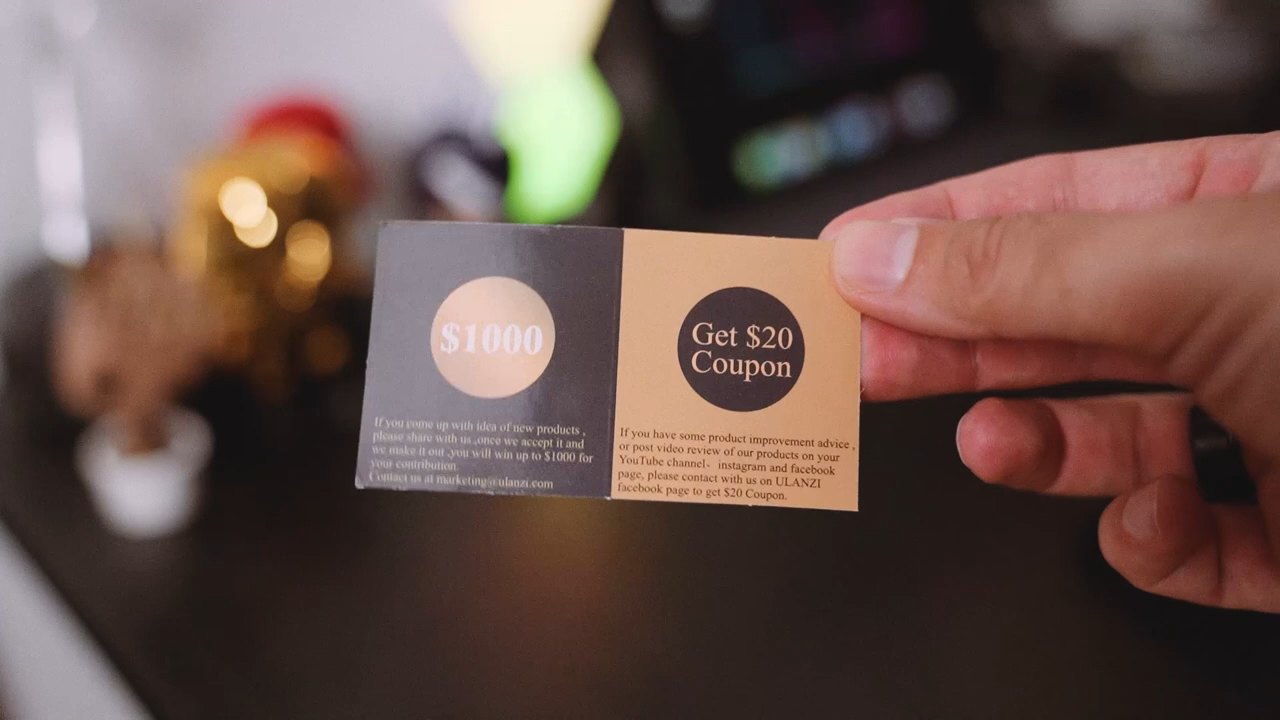 $1000
If you come up with idea of new products ,
please share with us ,once we accept it and
we make it out ,you will win up to $1000 for
your contribution.
Contact us at marketing@ulanzi.com
Get $20
Coupon
If you have some product improvement advice ,
or post video review of our products on your
YouTube channel、 instagram and facebook
page, please contact with us on ULANZI
facebook page to get $20 Coupon.